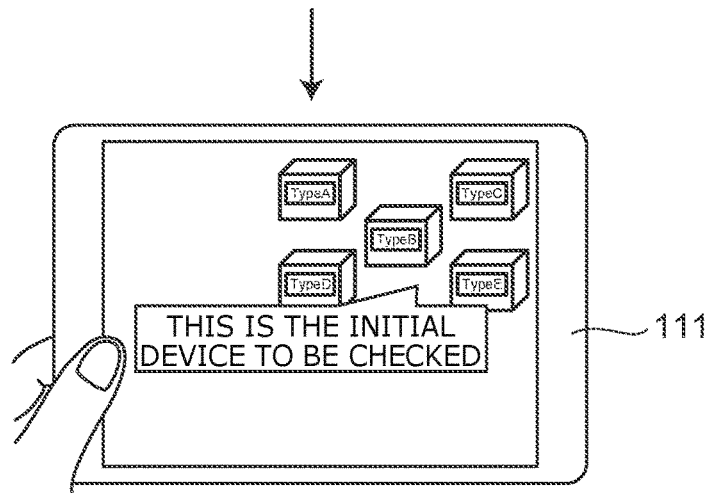 TypeA
TypeC
TypeB
TypeD
TypeE
THIS IS THE INITIAL
DEVICE TO BE CHECKED
111